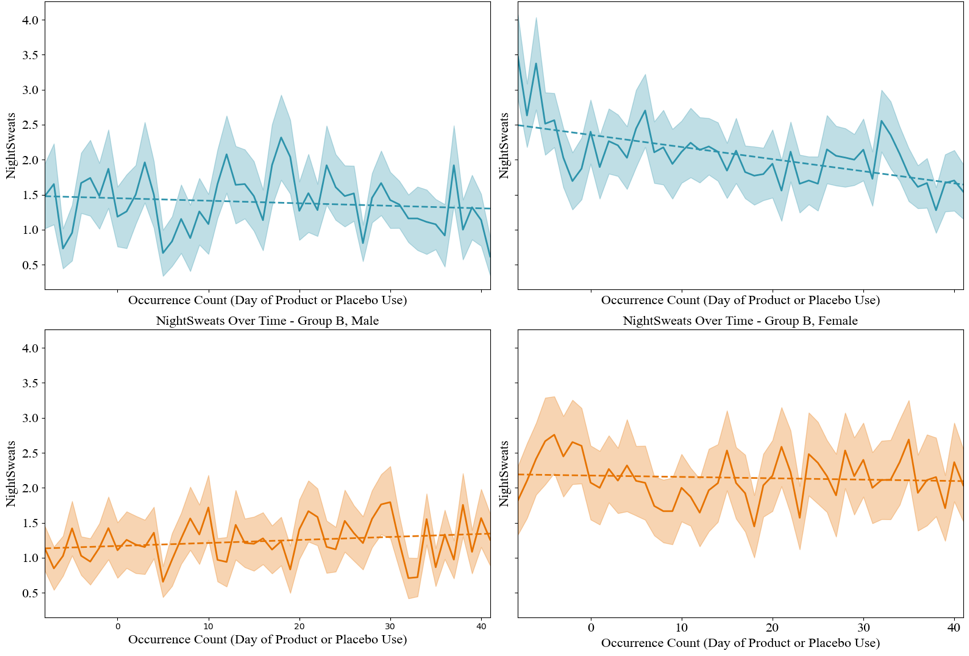 4.0
3.5
3.0
2.5
2.0
1.5
1.0
0.5
NightSweats
Occurrence Count (Day of Product or Placebo Use)
NightSweats
Occurrence Count (Day of Product or Placebo Use)
NightSweats Over Time - Group B, Male
4.0
3.5
3.0
2.5
2.0
1.5
1.0
0.5
NightSweats
0 10 20 30 40
Occurrence Count (Day of Product or Placebo Use)
NightSweats Over Time - Group B, Female
NightSweats
0 10 20 30 40
Occurrence Count (Day of Product or Placebo Use)